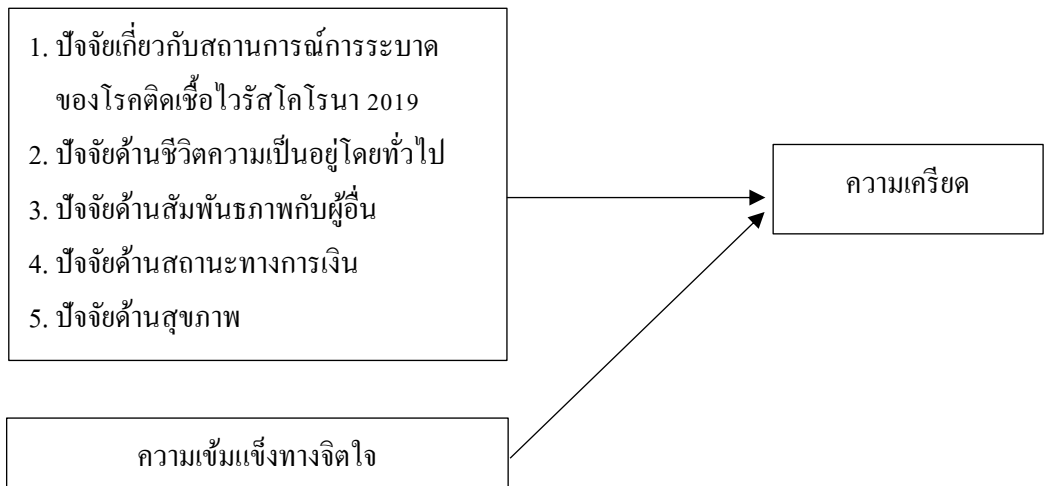 1. ปัจจัยเกี่ยวกับสถานการณ์การระบาด
ของโรคติดเชื้อไวรัสโคโรนา 2019
2. ปัจจัยด้านชีวิตความเป็นอยู่โดยทั่วไป
3. ปัจจัยด้านสัมพันธภาพกับผู้อื่น
4. ปัจจัยด้านสถานะทางการเงิน
5. ปัจจัยด้านสุขภาพ
ความเครียด
ความเข้มแข็งทางจิตใจ